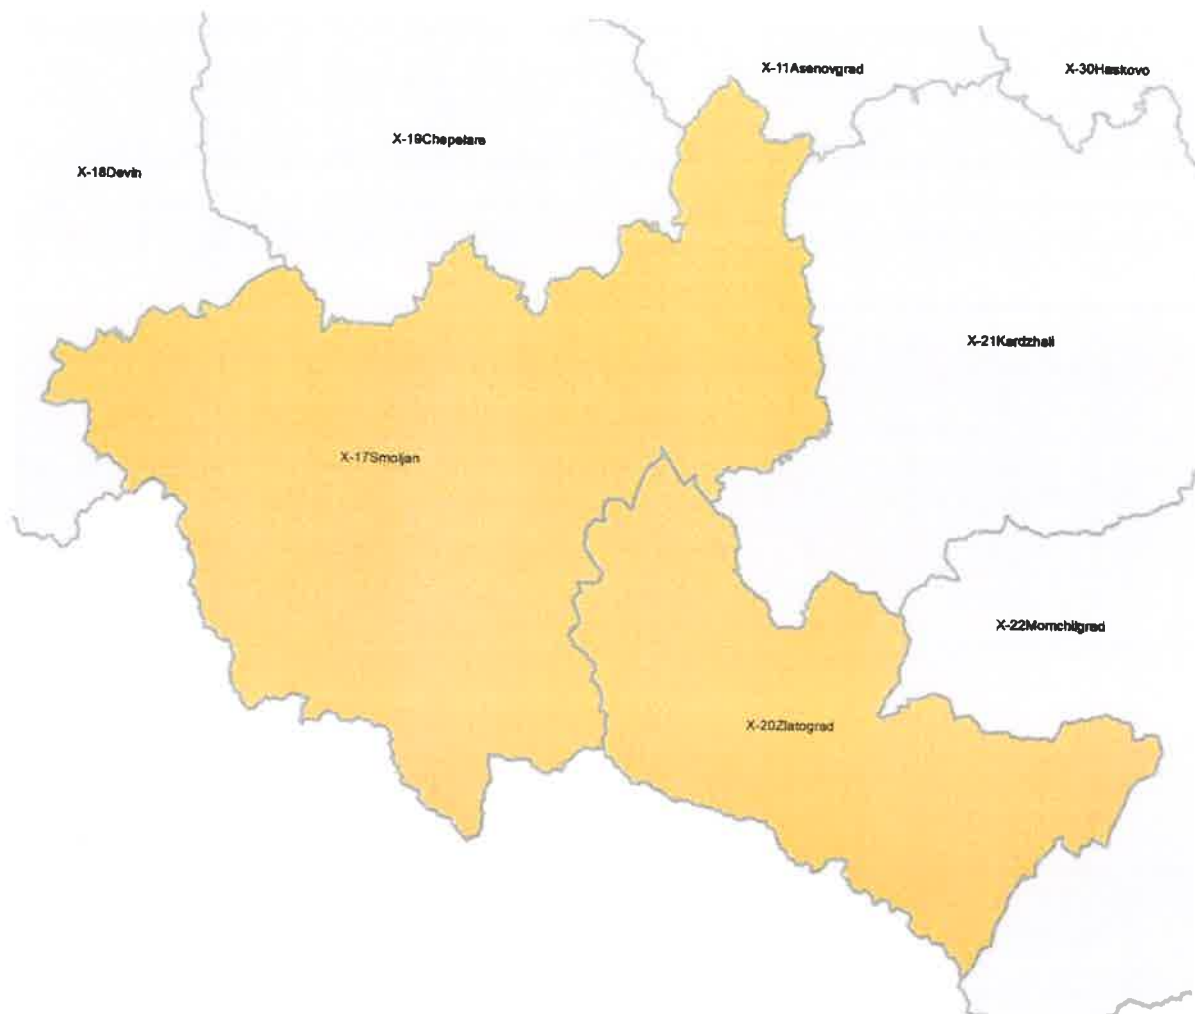 X-11Asenovgrad
X-30Haskovo
X-19Chepelare
X-18Devin
X-21Kardzhali
X-17Smoljan
X-22Momchilgrad
X-20Zlatograd